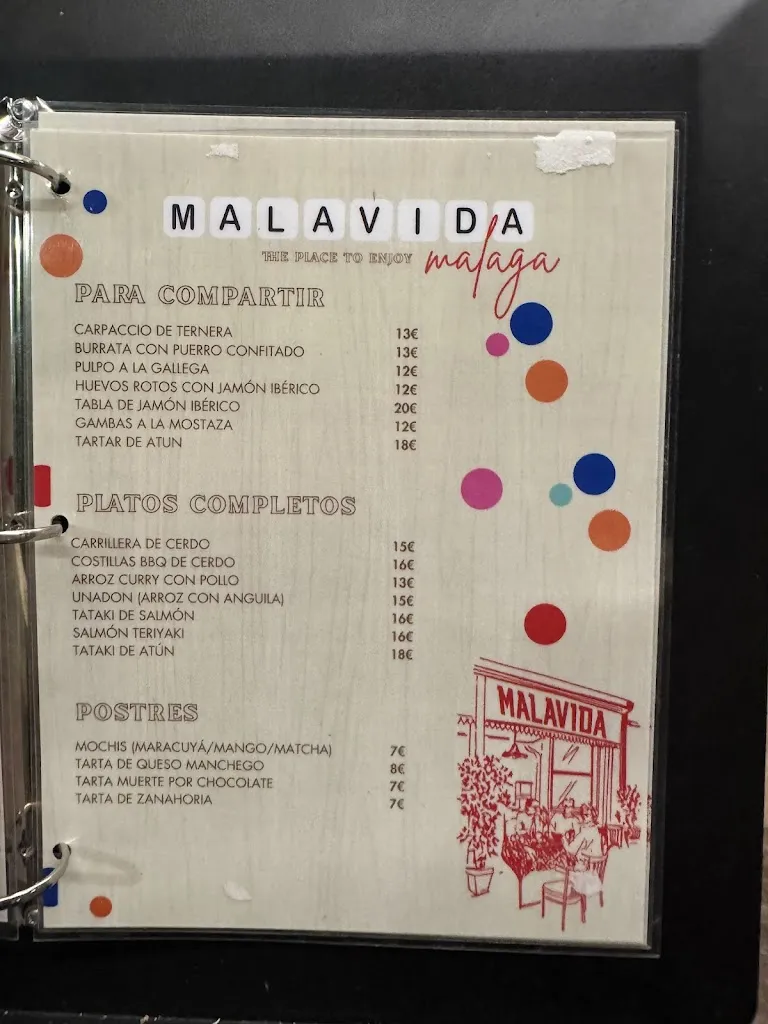 MALAVIDA
THE PLACE TO ENJOY malaga
PARA COMPARTIR
CARPACCIO DE TERNERA 13€
BURRATA CON PUERRO CONFITADO 13€
PULPO A LA GALLEGA 12€
HUEVOS ROTOS CON JAMÓN IBÉRICO 12€
TABLA DE JAMÓN IBÉRICO 20€
GAMBAS A LA MOSTAZA 12€
TARTAR DE ATUN 18€
PLATOS COMPLETOS
CARRILLERA DE CERDO 15€
COSTILLAS BBQ DE CERDO 16€
ARROZ CURRY CON POLLO 13€
UNADON (ARROZ CON ANGUILA) 15€
TATAKI DE SALMÓN 16€
SALMÓN TERIYAKI 16€
TATAKI DE ATÚN 18€
POSTRES
MOCHIS (MARACUYÁ/MANGO/MATCHA) 7€
TARTA DE QUESO MANCHEGO 8€
TARTA MUERTE POR CHOCOLATE 7€
TARTA DE ZANAHORIA 7€
MALAVIDA